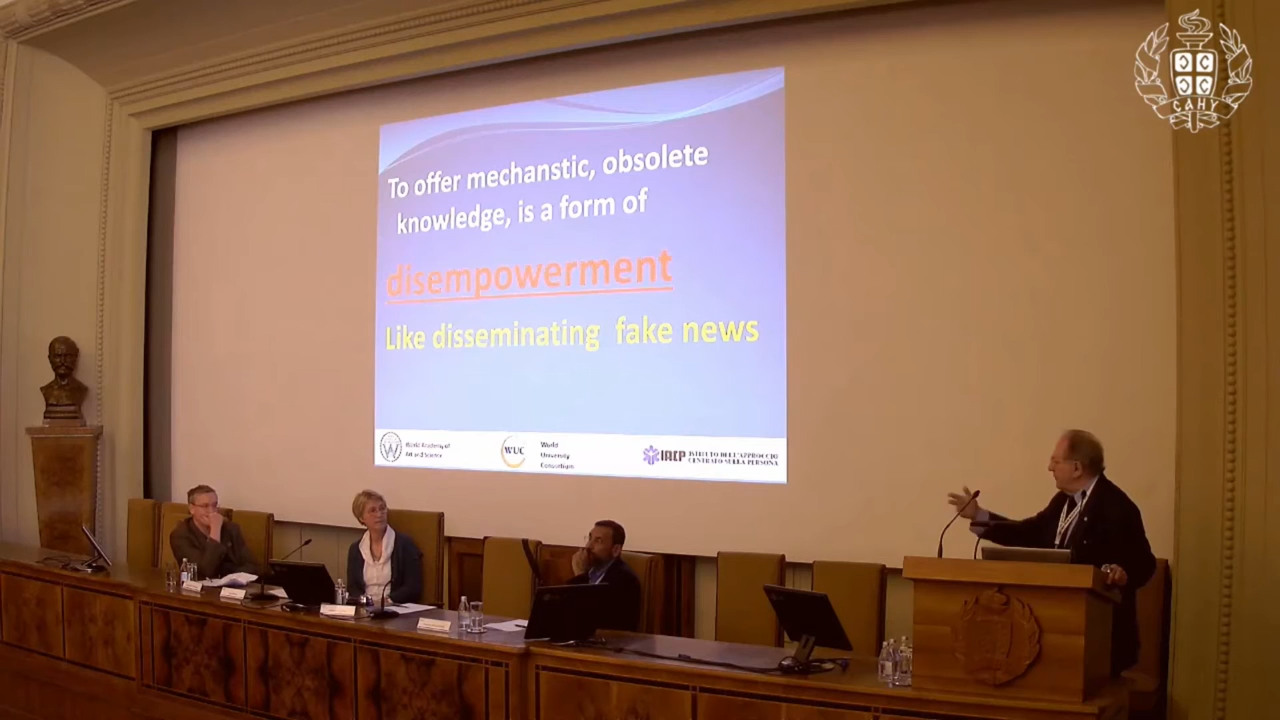 To offer mechanstic, obsolete
knowledge, is a form of
disempowerment
Like disseminating fake news
World Academy of
Art and Science
WUC
World
University
Consortium
IACP
ISTITUTO DELL'APPROCCIO
CENTRATO SULLA PERSONA
САНУ